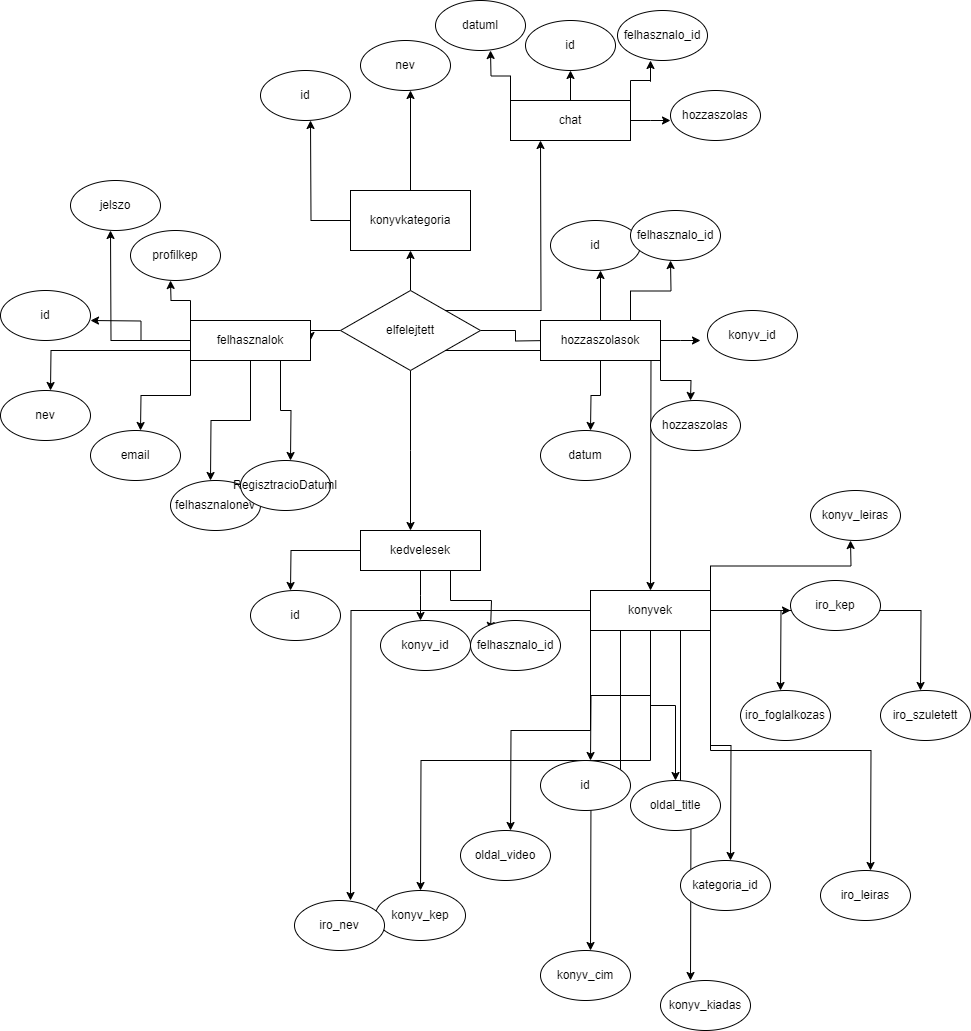 datumI
id
felhasznalo_id
nev
id
chat
hozzaszolas
jelszo
konyvkategoria
profilkep
id
felhasznalo_id
id
felhasznalok
elfelejtett
hozzaszolasok
konyv_id
nev
email
felhasznalonev
RegisztracioDatumI
datum
hozzaszolas
kedvelesek
konyv_leiras
id
konyv_id
felhasznalo_id
konyvek
iro_kep
iro_foglalkozas
iro_szuletett
id
oldal_title
oldal_video
kategoria_id
iro_leiras
iro_nev
konyv_kep
konyv_cim
konyv_kiadas